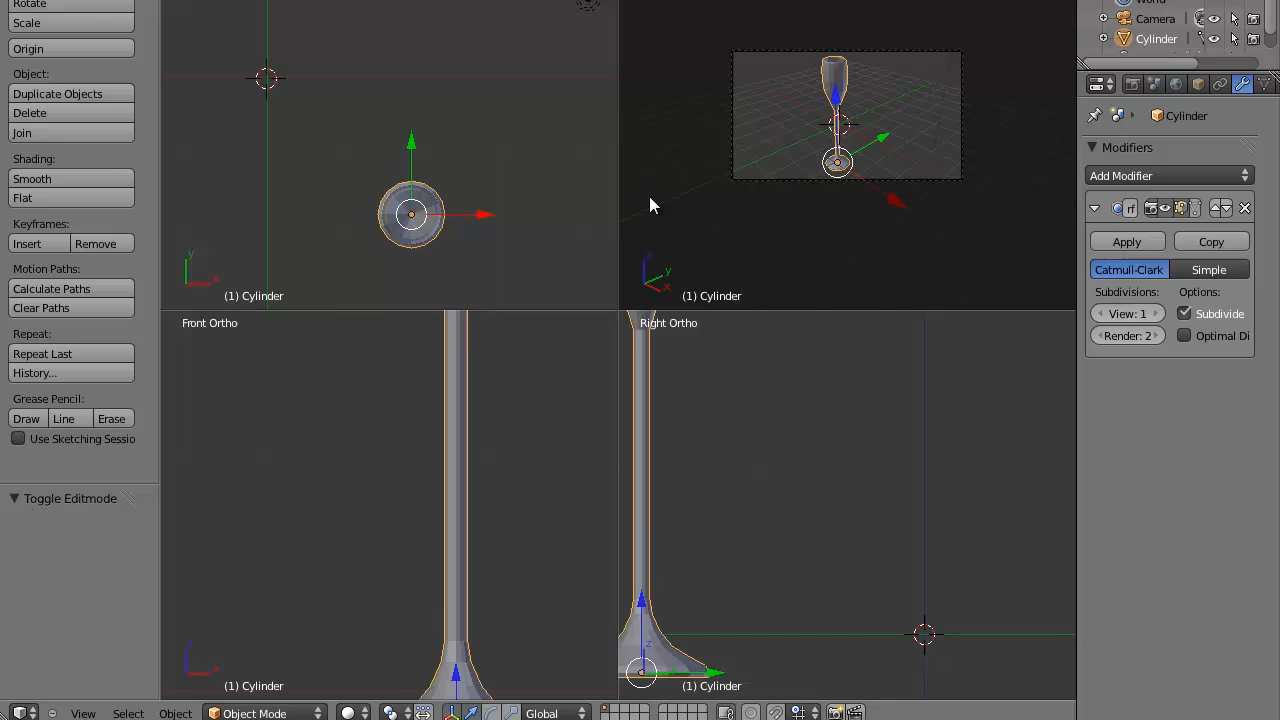 Rotate
Scale
Origin
Object:
Duplicate Objects
Delete
Join
Shading:
Smooth
Flat
Keyframes:
Insert Remove
Motion Paths:
Calculate Paths
Clear Paths
Repeat:
Repeat Last
History...
Grease Pencil:
Draw Line Erase
Use Sketching Sessio
Toggle Editmode
y
x
(1) Cylinder
z
y
x
(1) Cylinder
Front Ortho
z
x
(1) Cylinder
Right Ortho
z
(1) Cylinder
View Select Object Object Mode Global
World
Camera
Cylinder
Cylinder
Modifiers
Add Modifier
rf
Apply Copy
Catmull-Clark Simple
Subdivisions: Options:
View: 1 Subdivide
Render: 2 Optimal Di